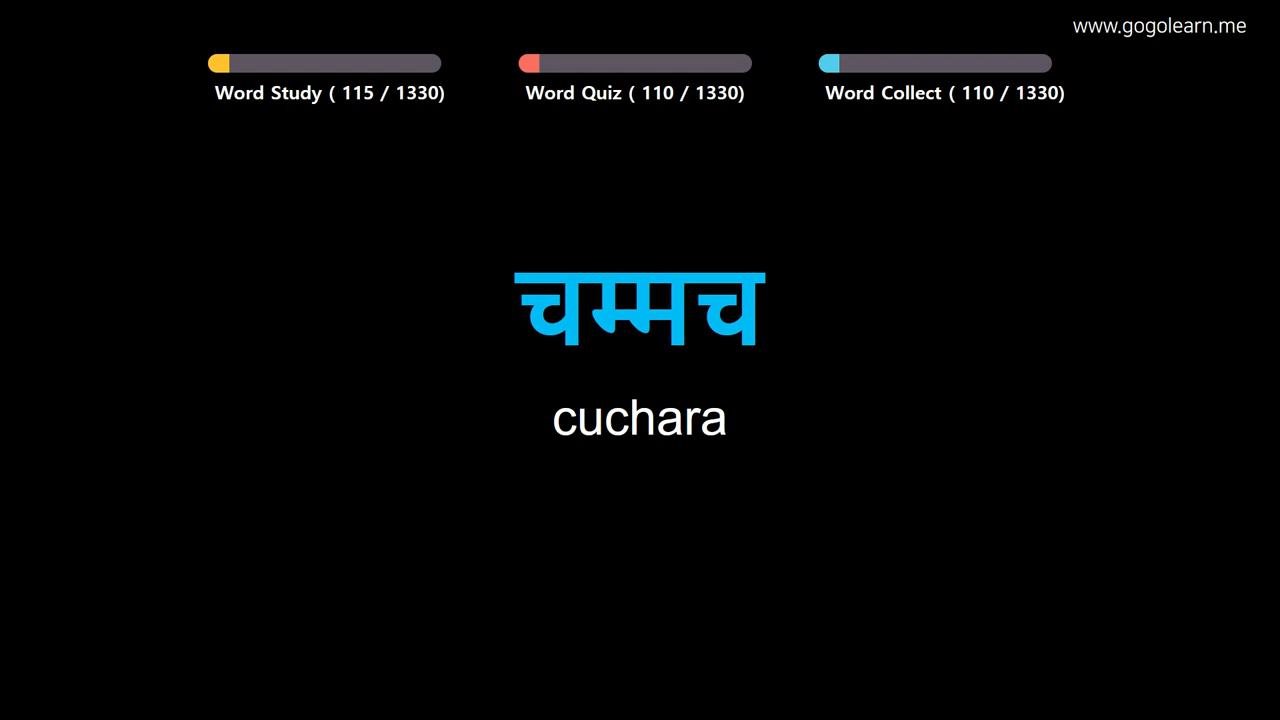 www.gogolearn.me
Word Study ( 115 / 1330) Word Quiz ( 110 / 1330) Word Collect ( 110 / 1330)
चम्मच
cuchara